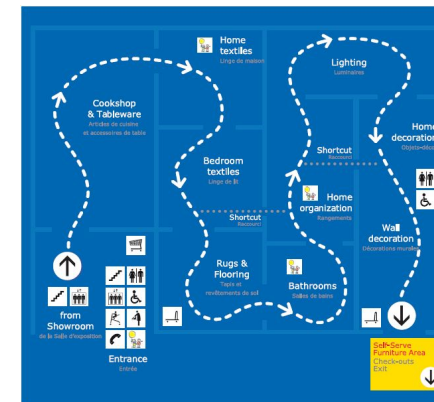 Home
textiles
Linge de maison
Lighting
Luminaires
Cookshop
& Tableware
Articles de cuisine
et accessoires de table
Home
decoration
Objets-déco
Shortcut
Raccourci
Bedroom
textiles
Linge de lit
Home
organization
Rangements
Shortcut
Raccourci
Wall
decoration
Décorations murales
Rugs &
Flooring
Tapis et
revêtements de sol
Bathrooms
Salles de bains
from
Showroom
de la Salle d'exposition
Entrance
Entrée
Self-Serve
Furniture Area
Check-outs
Exit